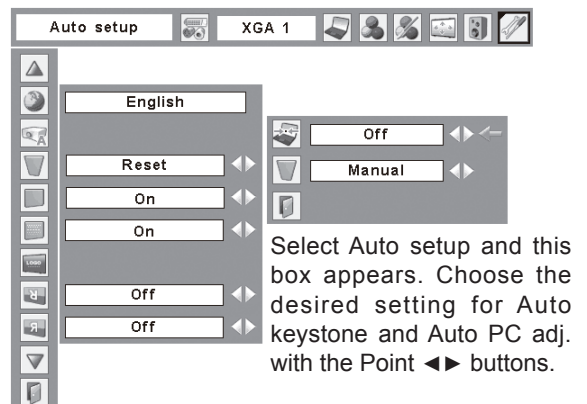 Auto setup
XGA 1
English
Off
Reset
Manual
On
On
Off
Off
Select Auto setup and this
box appears. Choose the
desired setting for Auto
keystone and Auto PC adj.
with the Point ◄► buttons.